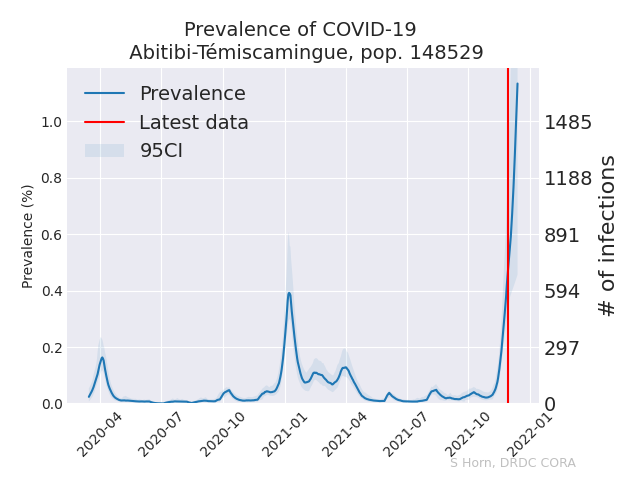 Prevalence of COVID-19
Abitibi-Témiscamingue, pop. 148529
Prevalence
Latest data
95CI
Prevalence (%)
1.0
0.8
0.6
0.4
0.2
0.0
1485
1188
891
594
297
0
# of infections
2020-04
2020-07
2020-10
2021-01
2021-04
2021-07
2021-10
2022-01
S Horn, DRDC CORA